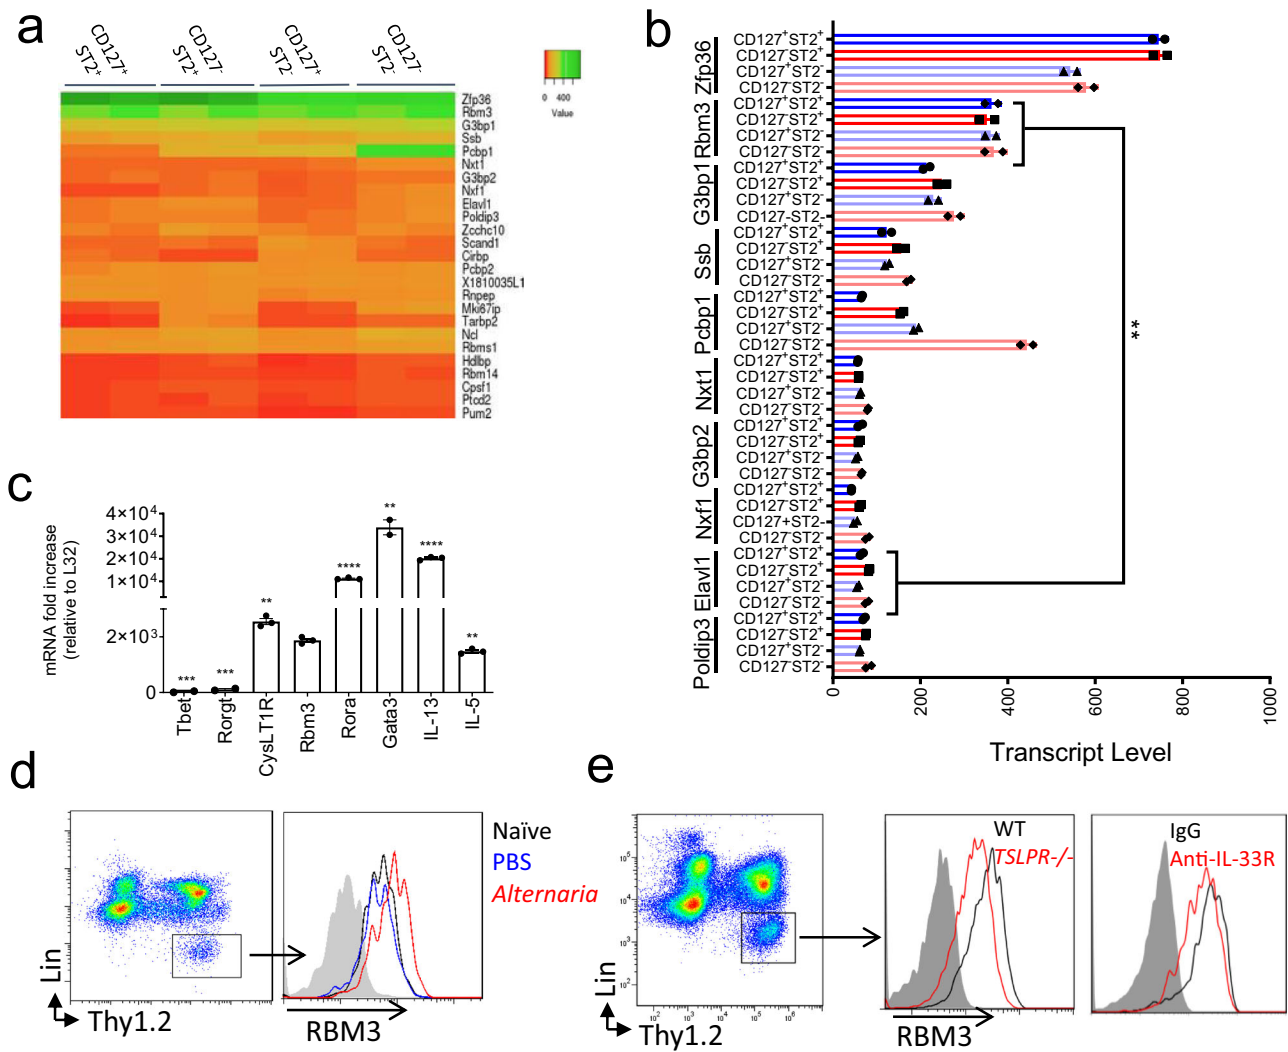 a
CD127+
ST2+
CD127-
ST2+
CD127+
ST2-
CD127-
ST2-
0 400
Value
Zfp36
Rbm3
G3bp1
Ssb
Pcbp1
Nxt1
G3bp2
Nxf1
Elavl1
Poldip3
Zcchc10
Scand1
Cirbp
Pcbp2
X1810035L1
Rnpep
Mki67ip
Tarbp2
Ncl
Rbms1
Hdlbp
Rbm14
Cpsf1
Ptcd2
Pum2
b
Zfp36
CD127+ST2+
CD127-ST2+
CD127+ST2-
CD127-ST2-
Rbm3
CD127+ST2+
CD127-ST2+
CD127+ST2-
CD127-ST2-
G3bp1
CD127+ST2+
CD127-ST2+
CD127+ST2-
CD127-ST2-
Ssb
CD127+ST2+
CD127-ST2+
CD127+ST2-
CD127-ST2-
Pcbp1
CD127+ST2+
CD127-ST2+
CD127+ST2-
CD127-ST2-
Nxt1
CD127+ST2+
CD127-ST2+
CD127+ST2-
CD127-ST2-
G3bp2
CD127+ST2+
CD127-ST2+
CD127+ST2-
CD127-ST2-
Nxf1
CD127+ST2+
CD127-ST2+
CD127+ST2-
CD127-ST2-
Elavl1
CD127+ST2+
CD127-ST2+
CD127+ST2-
CD127-ST2-
Poldip3
CD127+ST2+
CD127-ST2+
CD127+ST2-
CD127-ST2-
**
0 200 400 600 800 1000
Transcript Level
c
mRNA fold increase
(relative to L32)
4×10⁴
3×10⁴
2×10⁴
1×10⁴
2×10³
0
*** *** ** **** ** **** **
Tbet Rorgt CysLT1R Rbm3 Rora Gata3 IL-13 IL-5
d
Lin
Thy1.2
Naïve
PBS
Alternaria
RBM3
e
10⁵
10⁴
10³
10²
10² 10³ 10⁴ 10⁵ 10⁶
Lin
Thy1.2
WT
TSLPR-/-
RBM3
IgG
Anti-IL-33R